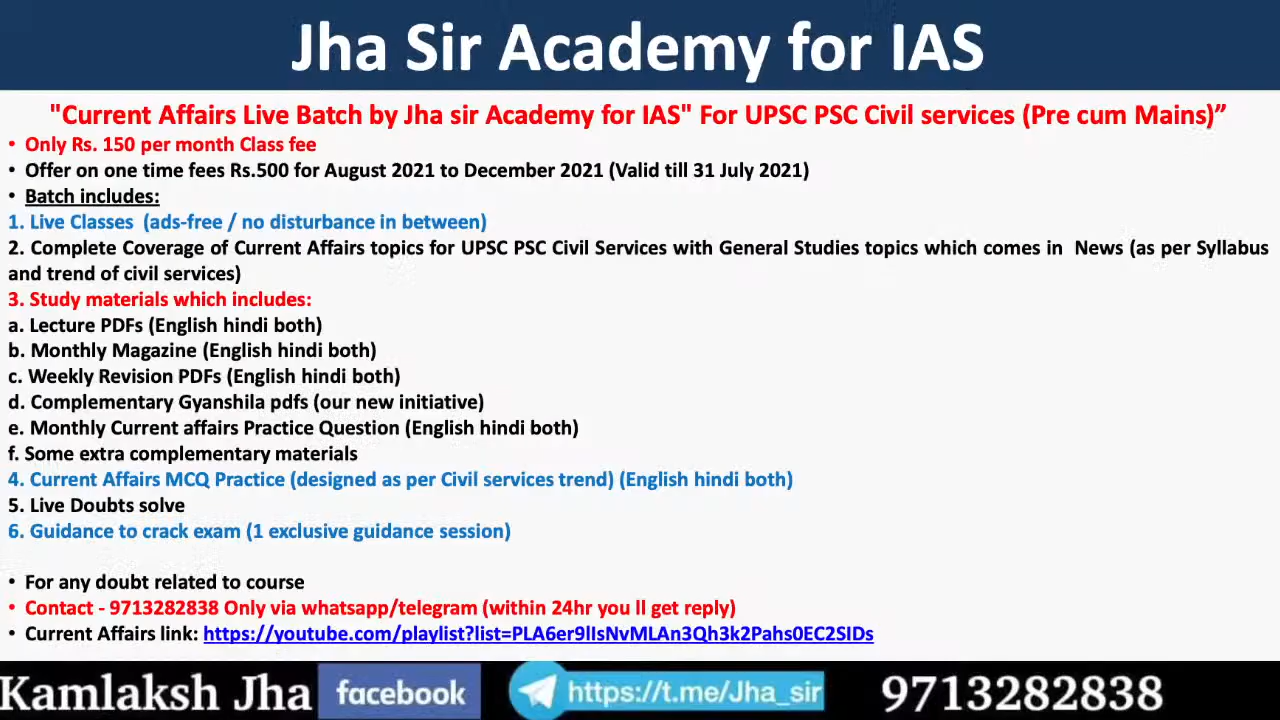 Jha Sir Academy for IAS
"Current Affairs Live Batch by Jha sir Academy for IAS" For UPSC PSC Civil services (Pre cum Mains)”
• Only Rs. 150 per month Class fee
• Offer on one time fees Rs.500 for August 2021 to December 2021 (Valid till 31 July 2021)
• Batch includes:
1. Live Classes (ads-free / no disturbance in between)
2. Complete Coverage of Current Affairs topics for UPSC PSC Civil Services with General Studies topics which comes in News (as per Syllabus
and trend of civil services)
3. Study materials which includes:
a. Lecture PDFs (English hindi both)
b. Monthly Magazine (English hindi both)
c. Weekly Revision PDFs (English hindi both)
d. Complementary Gyanshila pdfs (our new initiative)
e. Monthly Current affairs Practice Question (English hindi both)
f. Some extra complementary materials
4. Current Affairs MCQ Practice (designed as per Civil services trend) (English hindi both)
5. Live Doubts solve
6. Guidance to crack exam (1 exclusive guidance session)
• For any doubt related to course
• Contact - 9713282838 Only via whatsapp/telegram (within 24hr you ll get reply)
• Current Affairs link: https://youtube.com/playlist?list=PLA6er9lIsNvMLAn3Qh3k2Pahs0EC2SIDs
Kamlaksh Jha facebook https://t.me/Jha_sir 9713282838